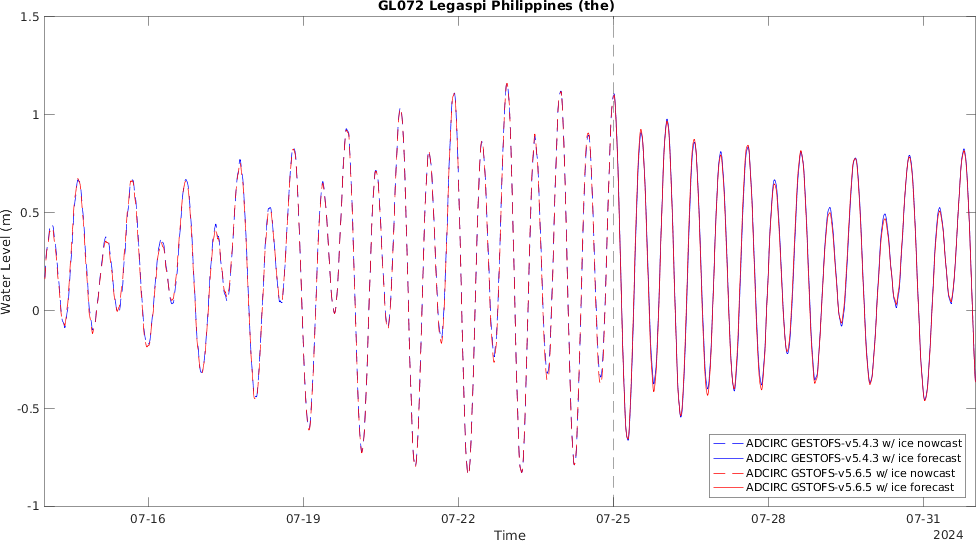 GL072 Legaspi Philippines (the)
1.5
1
0.5
0
-0.5
-1
Water Level (m)
07-16
07-19
07-22
07-25
07-28
07-31
Time
2024
ADCIRC GESTOFS-v5.4.3 w/ ice nowcast
ADCIRC GESTOFS-v5.4.3 w/ ice forecast
ADCIRC GSTOFS-v5.6.5 w/ ice nowcast
ADCIRC GSTOFS-v5.6.5 w/ ice forecast